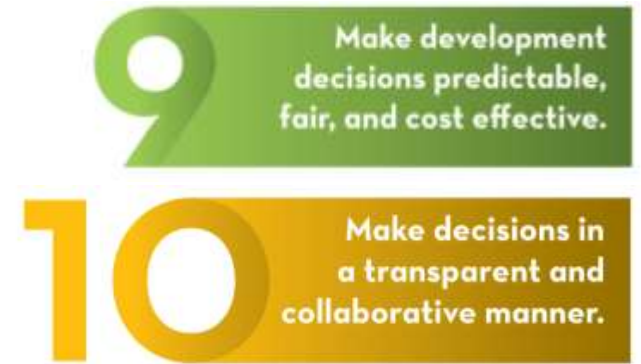 9
Make development
decisions predictable,
fair, and cost effective.
10
Make decisions in
a transparent and
collaborative manner.